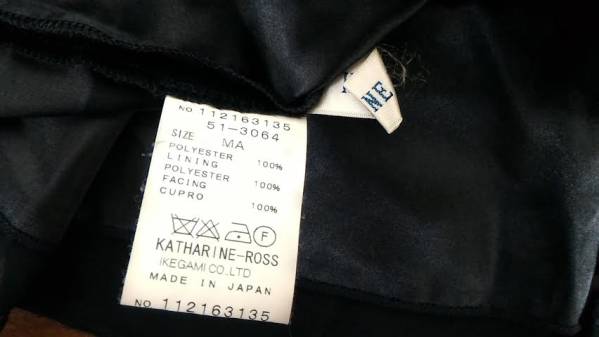 NO 112163135
51-3064
SIZE MA
POLYESTER 100%
LINING
POLYESTER 100%
FACING
CUPRO 100%
F
KATHARINE-ROSS
IKEGAMI CO.,LTD
MADE IN JAPAN
NO 112163135